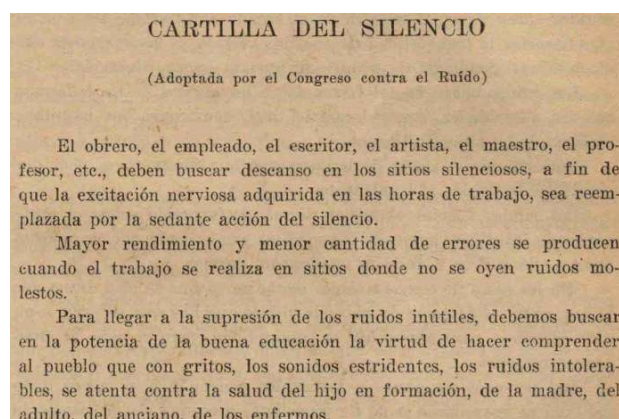 CARTILLA DEL SILENCIO
(Adoptada por el Congreso contra el Ruído)
El obrero, el empleado, el escritor, el artista, el maestro, el pro-
fesor, etc., deben buscar descanso en los sitios silenciosos, a fin de
que la excitación nerviosa adquirida en las horas de trabajo, sea reem-
plazada por la sedante acción del silencio.
Mayor rendimiento y menor cantidad de errores se producen
cuando el trabajo se realiza en sitios donde no se oyen ruidos mo-
lestos.
Para llegar a la supresión de los ruidos inútiles, debemos buscar
en la potencia de la buena educación la virtud de hacer comprender
al pueblo que con gritos, los sonidos estridentes, los ruidos intolera-
bles, se atenta contra la salud del hijo en formación, de la madre, del
adulto, del anciano, de los enfermos